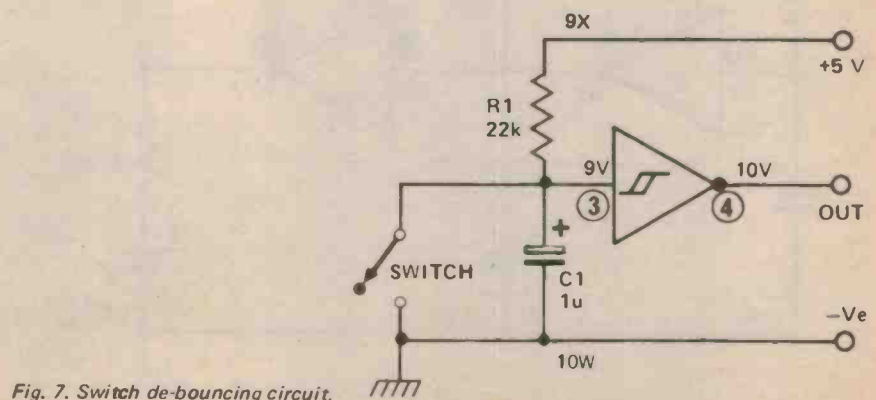 9X
+5 V
R1
22k
9V
10V
3
4
OUT
+
SWITCH
C1
1u
-Ve
10W
Fig. 7. Switch de-bouncing circuit.